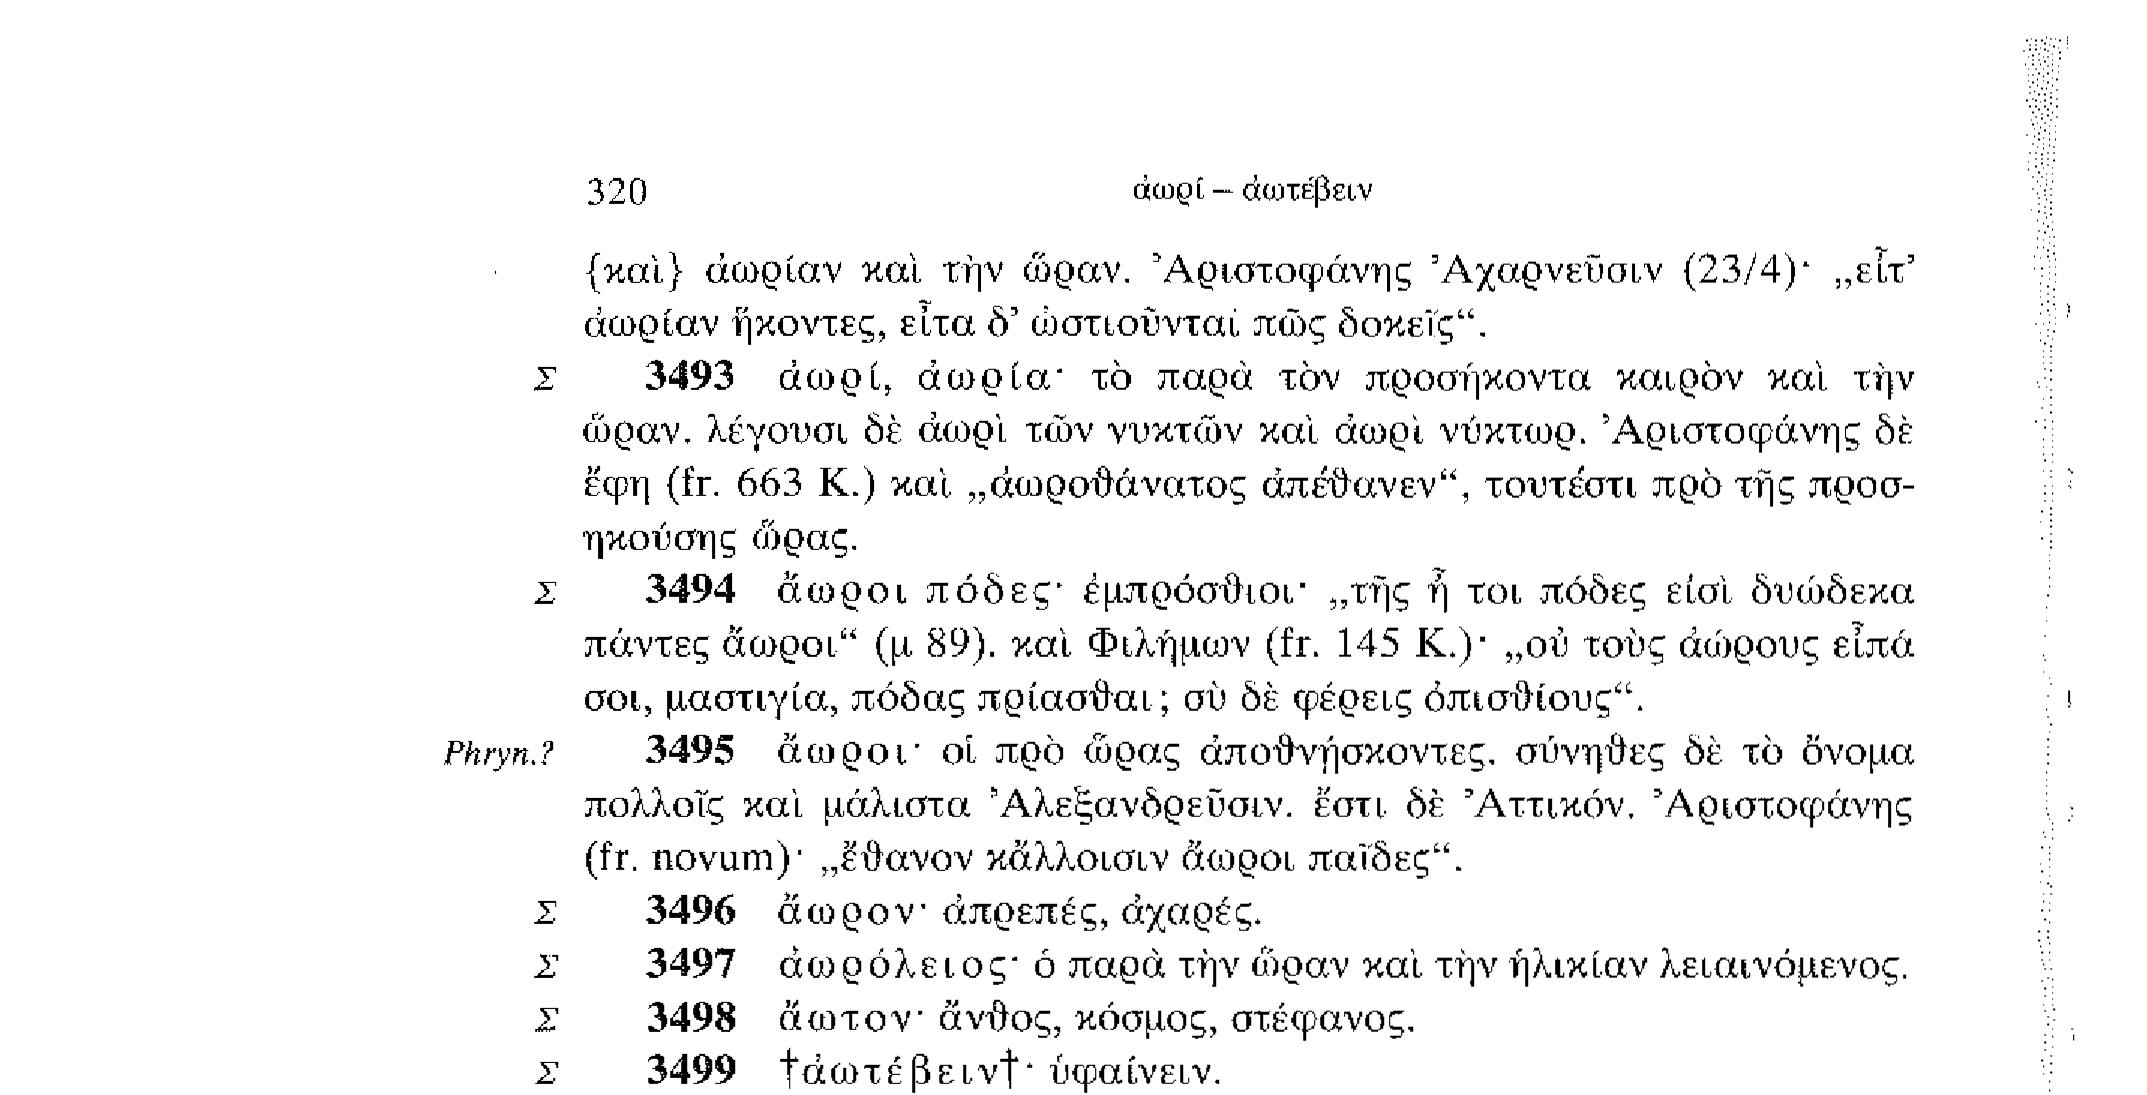 320 ἀωρί – ἀωτέβειν
{καὶ} ἀωρίαν καὶ τὴν ὥραν. Ἀριστοφάνης Ἀχαρνεῦσιν (23/4)· „εἶτ’
ἀωρίαν ἥκοντες, εἶτα δ’ ὠστιοῦνταί πῶς δοκεῖς“.
Σ 3493 ἀωρί, ἀωρία· τὸ παρὰ τὸν προσήκοντα καιρὸν καὶ τὴν
ὥραν. λέγουσι δὲ ἀωρὶ τῶν νυκτῶν καὶ ἀωρὶ νύκτωρ. Ἀριστοφάνης δὲ
ἔφη (fr. 663 K.) καὶ „ἀωροθάνατος ἀπέθανεν“, τουτέστι πρὸ τῆς προσ-
ηκούσης ὥρας.
Σ 3494 ἄωροι πόδες· ἐμπρόσθιοι· „τῆς ἦ τοι πόδες εἰσὶ δυώδεκα
πάντες ἄωροι“ (μ 89). καὶ Φιλήμων (fr. 145 K.)· „οὐ τοὺς ἀώρους εἶπά
σοι, μαστιγία, πόδας πρίασθαι; σὺ δὲ φέρεις ὀπισθίους“.
Phryn.? 3495 ἄωροι· οἱ πρὸ ὥρας ἀποθνήσκοντες. σύνηθες δὲ τὸ ὄνομα
πολλοῖς καὶ μάλιστα Ἀλεξανδρεῦσιν. ἔστι δὲ Ἀττικόν. Ἀριστοφάνης
(fr. novum)· „ἔθανον κἄλλοισιν ἄωροι παῖδες“.
Σ 3496 ἄωρον· ἀπρεπές, ἀχαρές.
Σ 3497 ἀωρόλειος· ὁ παρὰ τὴν ὥραν καὶ τὴν ἡλικίαν λειαινόμενος.
Σ 3498 ἄωτον· ἄνθος, κόσμος, στέφανος.
Σ 3499 †ἀωτέβειν†· ὑφαίνειν.